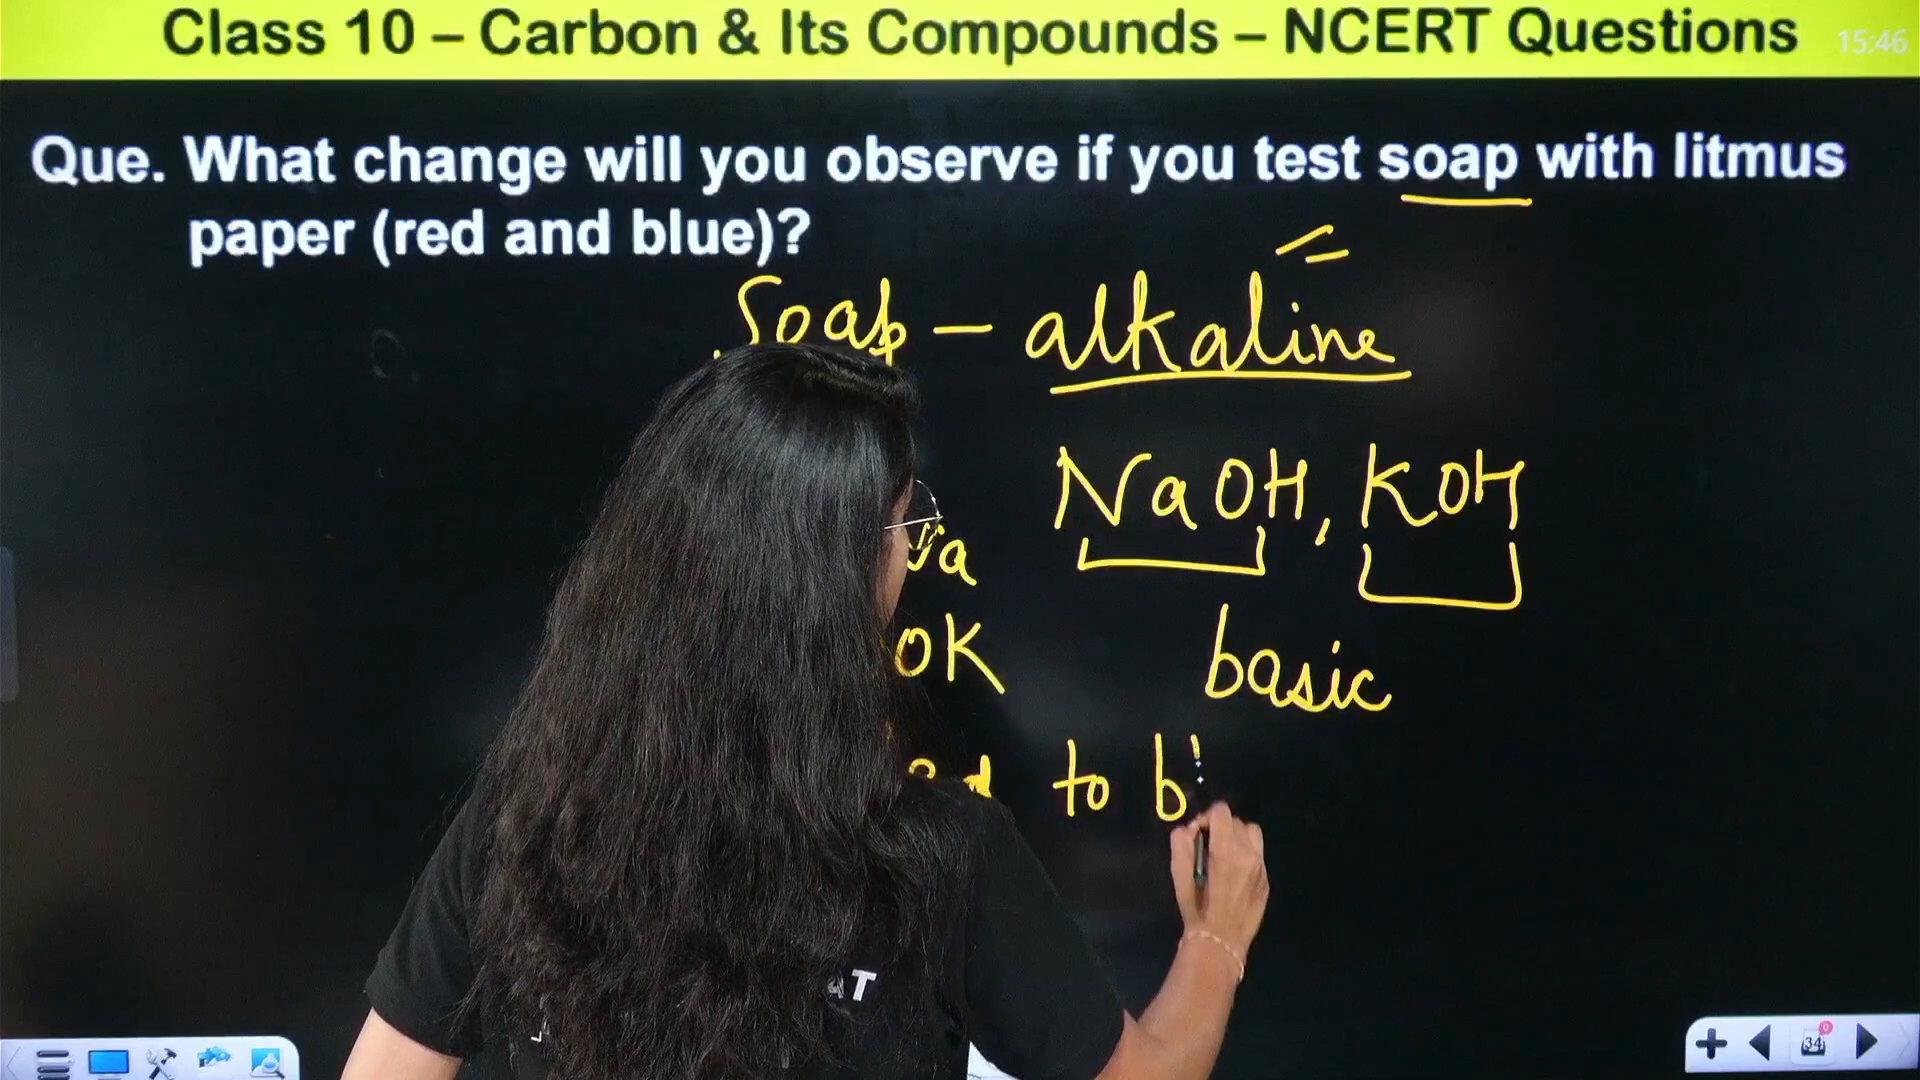 Class 10 – Carbon & Its Compounds – NCERT Questions
15:46
Que. What change will you observe if you test soap with litmus
paper (red and blue)?
Soap – alkaline
NaOH, KOH
OK
basic
to
34